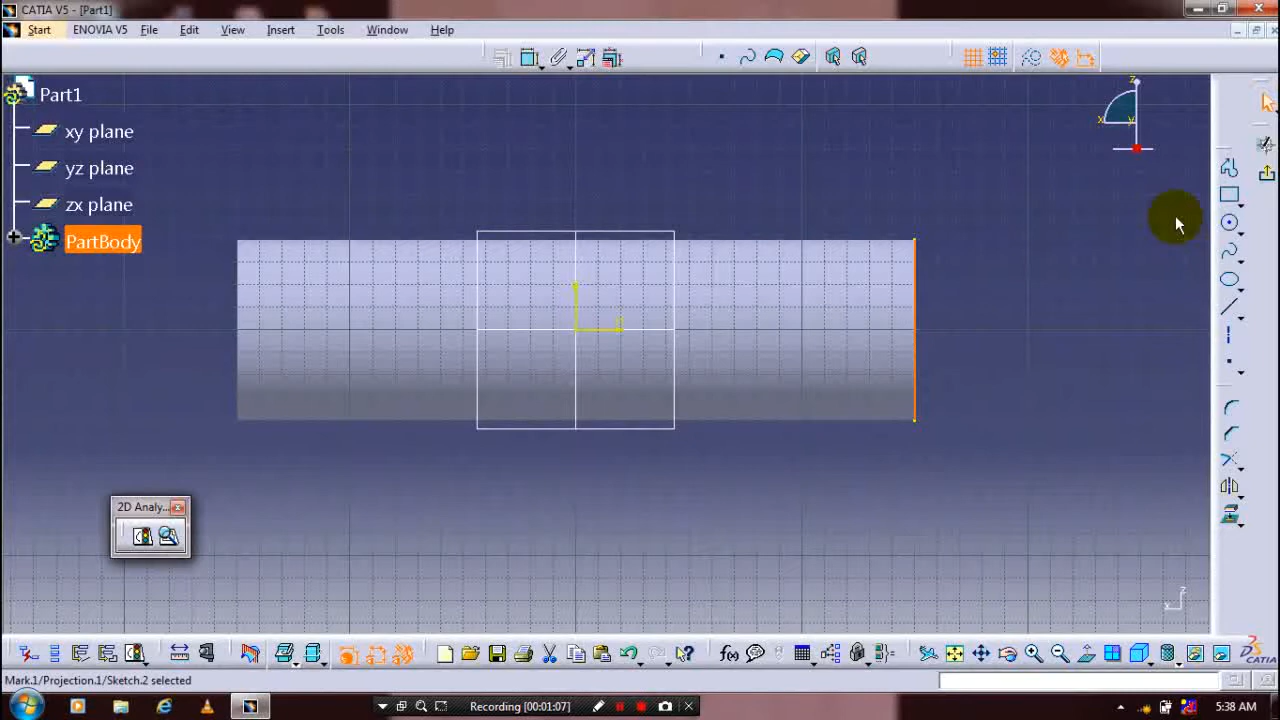 CATIA V5 - [Part1]
Start ENOVIA V5 File Edit View Insert Tools Window Help
Part1
xy plane
yz plane
zx plane
PartBody
z
x
y
2D Analy...
z
x
f(x)
CATIA
Mark.1/Projection.1/Sketch.2 selected
Recording [00:01:07]
5:38 AM